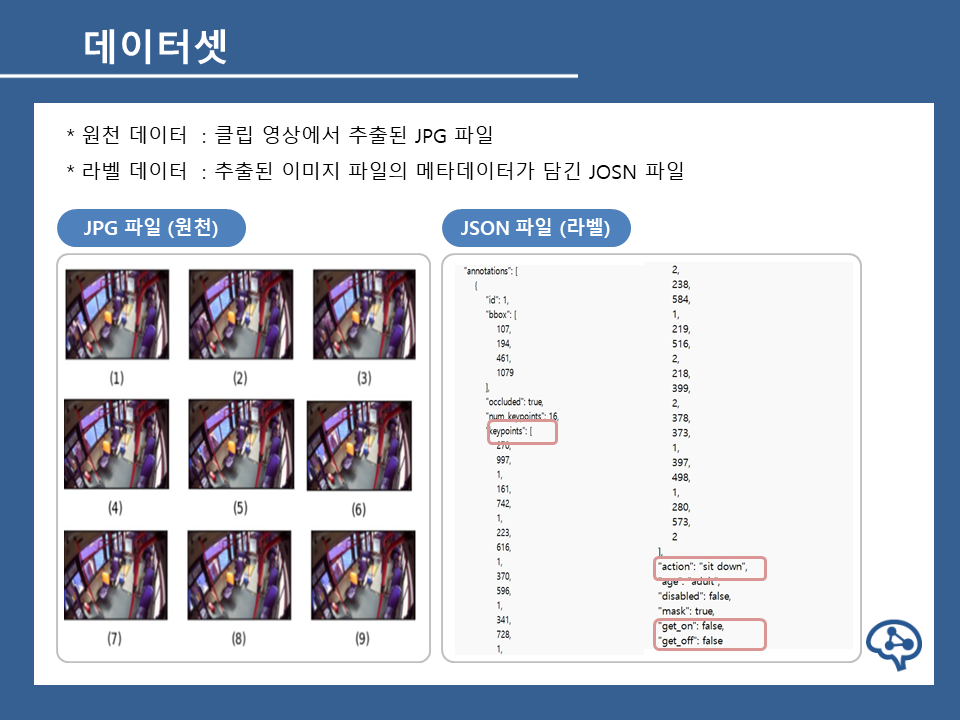 데이터셋
* 원천 데이터 : 클립 영상에서 추출된 JPG 파일
* 라벨 데이터 : 추출된 이미지 파일의 메타데이터가 담긴 JOSN 파일
JPG 파일 (원천)
(1) (2) (3)
(4) (5) (6)
(7) (8) (9)
JSON 파일 (라벨)
"annotations": [
{
"id": 1,
"bbox": [
107,
194,
461,
1079
],
"occluded": true,
"num_keypoints": 16,
"keypoints": [
270,
997,
1,
161,
742,
1,
223,
616,
1,
370,
596,
1,
341,
728,
1,
2,
238,
584,
1,
219,
516,
2,
218,
399,
2,
378,
373,
1,
397,
498,
1,
280,
573,
2
],
"action": "sit down",
"age": "adult",
"disabled": false,
"mask": true,
"get_on": false,
"get_off": false